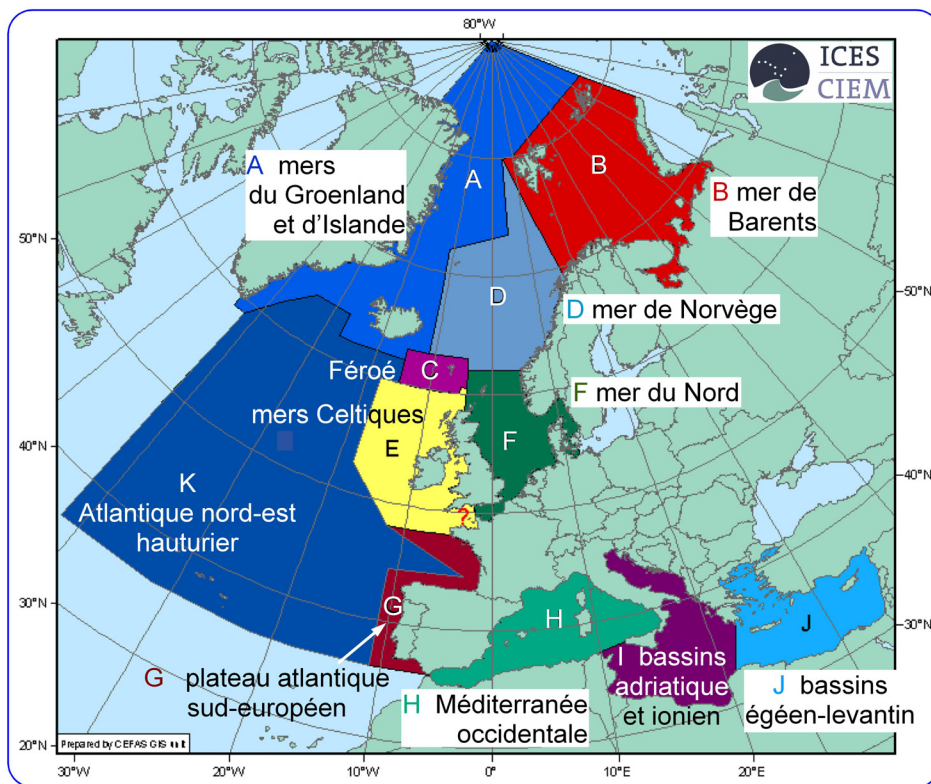 80°W
ICES
CIEM
A mers
du Groenland
et d'Islande
A
B
B mer de
Barents
50°N
50°N
D
D mer de Norvège
Féroé
C
F mer du Nord
mers Celtiques
E
F
40°N
40°N
K
Atlantique nord-est
hauturier
?
30°N
30°N
G
H
J
I bassins
adriatique
et ionien
G plateau atlantique
sud-européen
H Méditerranée
occidentale
J bassins
égéen-levantin
20°N
20°N
Prepared by CEFAS GIS unit
30°W
20°W
10°W
0°
10°E
20°E